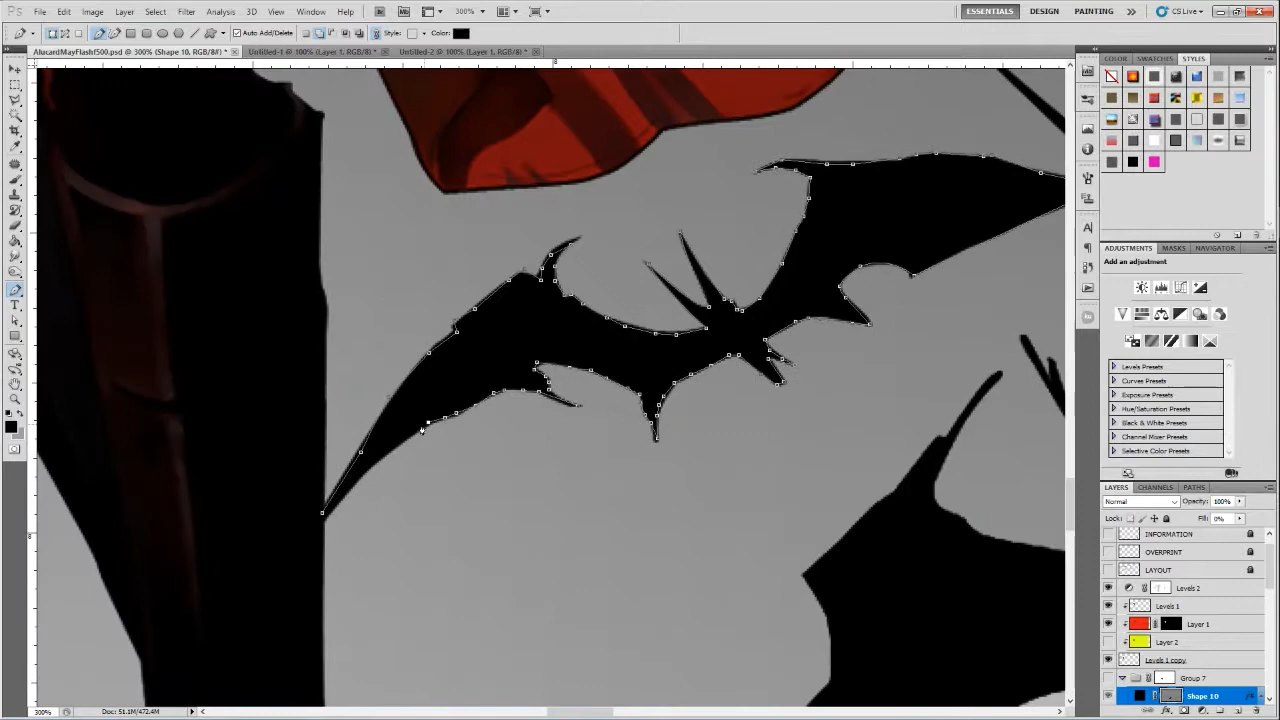 Ps File Edit Image Layer Select Filter Analysis 3D View Window Help Mb 300% ESSENTIALS DESIGN PAINTING CS Live
Auto Add/Delete Style: Color:
AlucardMayFlashf500.psd @ 300% (Shape 10, RGB/8#) * Untitled-1 @ 100% (Layer 1, RGB/8) * Untitled-2 @ 100% (Layer 1, RGB/8) *
COLOR SWATCHES STYLES
ADJUSTMENTS MASKS NAVIGATOR
Add an adjustment
Levels Presets
Curves Presets
Exposure Presets
Hue/Saturation Presets
Black & White Presets
Channel Mixer Presets
Selective Color Presets
LAYERS CHANNELS PATHS
Normal Opacity: 100%
Lock: Fill: 0%
INFORMATION
OVERPRINT
LAYOUT
Levels 2
Levels 1
Layer 1
Layer 2
Levels 1 copy
Group 7
Shape 10
300% Doc: 51.1M/472.4M